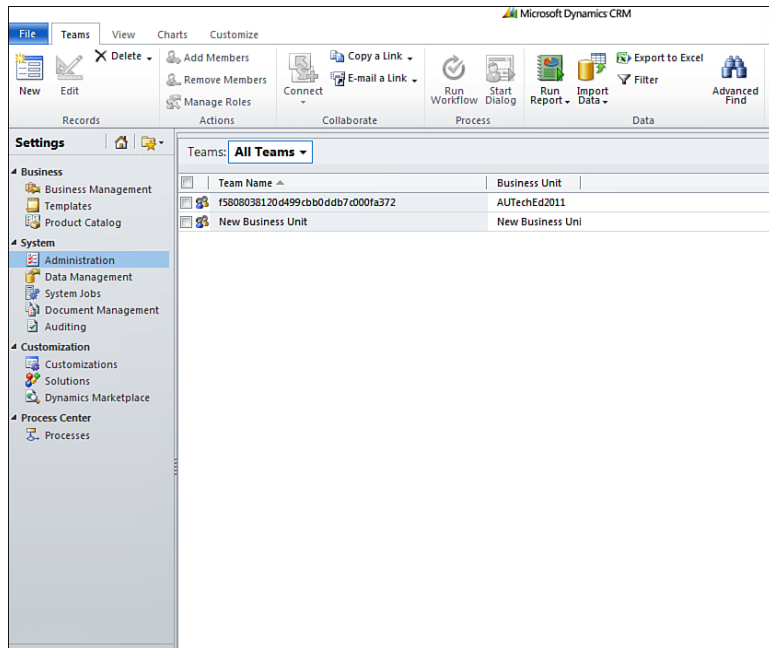 Microsoft Dynamics CRM
File Teams View Charts Customize
New
Edit
Delete
Records
Add Members
Remove Members
Manage Roles
Actions
Connect
Copy a Link
E-mail a Link
Collaborate
Run Workflow
Start Dialog
Process
Run Report
Import Data
Export to Excel
Filter
Advanced Find
Data
Settings
Business
Business Management
Templates
Product Catalog
System
Administration
Data Management
System Jobs
Document Management
Auditing
Customization
Customizations
Solutions
Dynamics Marketplace
Process Center
Processes
Teams: All Teams
Team Name Business Unit
f5808038120d499cbb0ddb7c000fa372 AUTechEd2011
New Business Unit New Business Uni